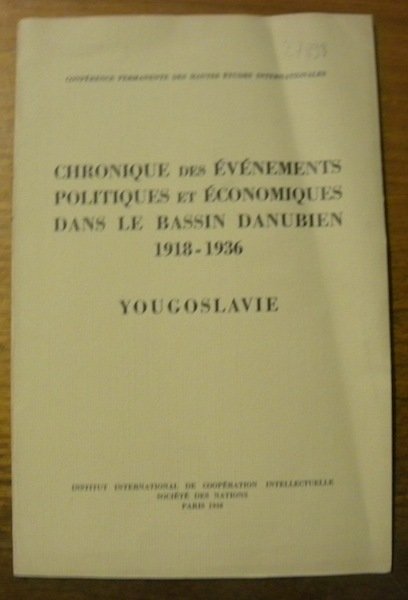 CONFÉRENCE PERMANENTE DES HAUTES ÉTUDES INTERNATIONALES
CHRONIQUE DES ÉVÉNEMENTS
POLITIQUES ET ÉCONOMIQUES
DANS LE BASSIN DANUBIEN
1918-1936
YOUGOSLAVIE
INSTITUT INTERNATIONAL DE COOPÉRATION INTELLECTUELLE
SOCIÉTÉ DES NATIONS
PARIS 1938